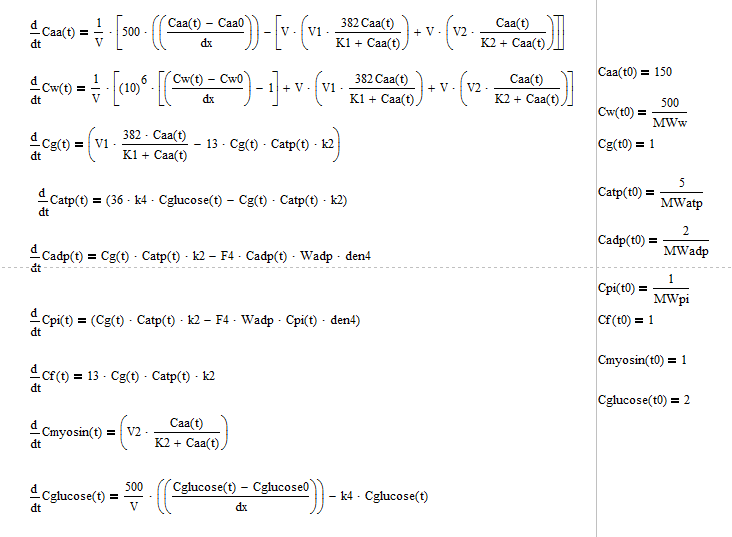 d/dt Caa(t) = 1/V · [500 · ((Caa(t) − Caa0)/dx) − [V · (V1 · 382 Caa(t)/(K1 + Caa(t))) + V · (V2 · Caa(t)/(K2 + Caa(t)))]]
d/dt Cw(t) = 1/V · [(10)^6 · [((Cw(t) − Cw0)/dx) − 1] + V · (V1 · 382 Caa(t)/(K1 + Caa(t))) + V · (V2 · Caa(t)/(K2 + Caa(t)))]
d/dt Cg(t) = (V1 · 382 · Caa(t)/(K1 + Caa(t)) − 13 · Cg(t) · Catp(t) · k2)
d/dt Catp(t) = (36 · k4 · Cglucose(t) − Cg(t) · Catp(t) · k2)
d/dt Cadp(t) = Cg(t) · Catp(t) · k2 − F4 · Cadp(t) · Wadp · den4
d/dt Cpi(t) = (Cg(t) · Catp(t) · k2 − F4 · Wadp · Cpi(t) · den4)
d/dt Cf(t) = 13 · Cg(t) · Catp(t) · k2
d/dt Cmyosin(t) = (V2 · Caa(t)/(K2 + Caa(t)))
d/dt Cglucose(t) = 500/V · ((Cglucose(t) − Cglucose0)/dx) − k4 · Cglucose(t)
Caa(t0) = 150
Cw(t0) = 500/MWw
Cg(t0) = 1
Catp(t0) = 5/MWatp
Cadp(t0) = 2/MWadp
Cpi(t0) = 1/MWpi
Cf(t0) = 1
Cmyosin(t0) = 1
Cglucose(t0) = 2